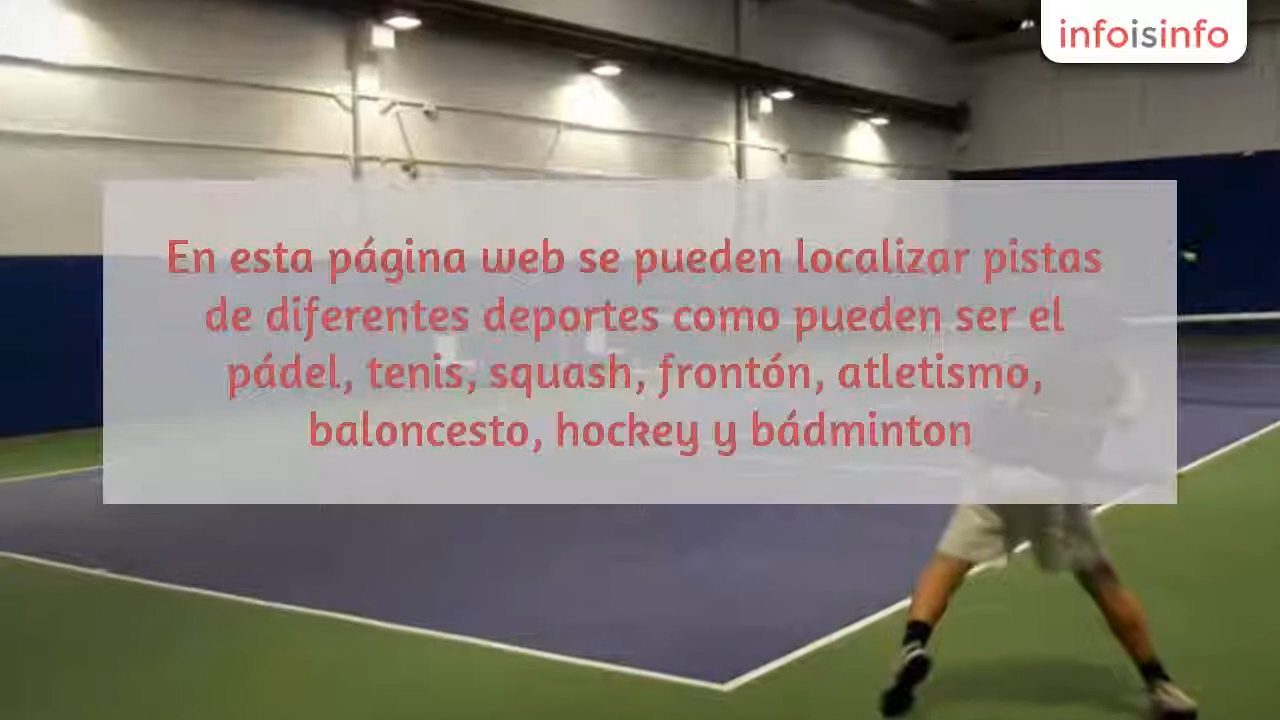 infoisinfo
En esta página web se pueden localizar pistas
de diferentes deportes como pueden ser el
pádel, tenis, squash, frontón, atletismo,
baloncesto, hockey y bádminton